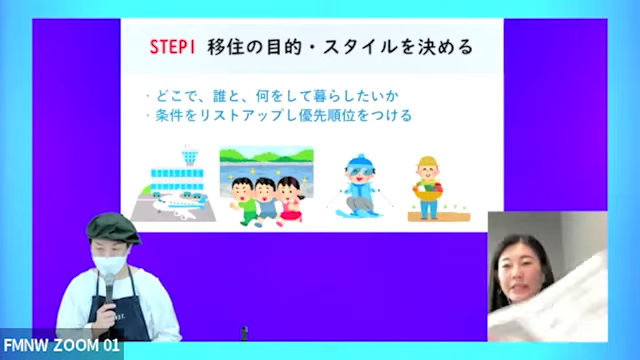 STEP1 移住の目的・スタイルを決める
・どこで、誰と、何をして暮らしたいか
・条件をリストアップし優先順位をつける
FMNW ZOOM 01